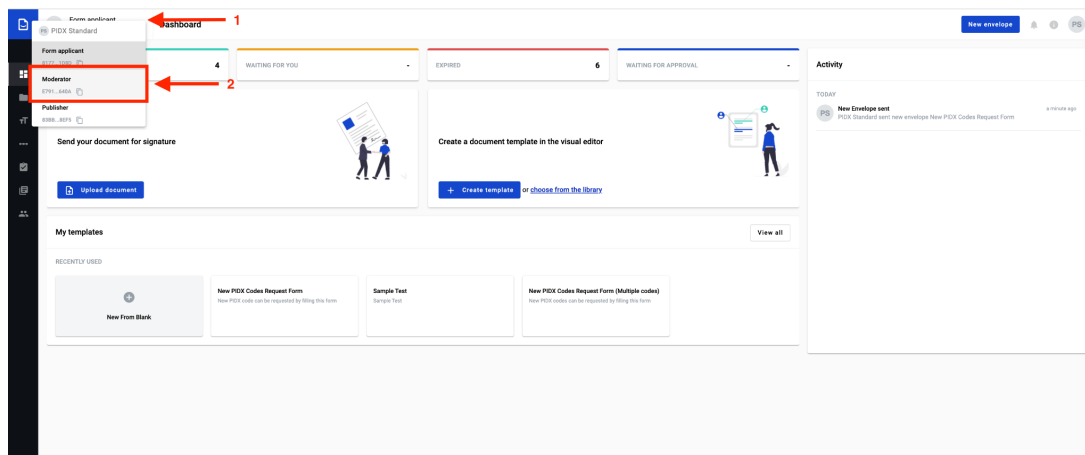 Form applicant
1
PS PIDX Standard
Dashboard
New envelope
PS
Form applicant
Moderator
E791...64DA
2
Publisher
4
WAITING FOR YOU
-
EXPIRED
6
WAITING FOR APPROVAL
-
Activity
TODAY
PS
New Envelope sent
a minute ago
PIDX Standard sent new envelope New PIDX Codes Request Form
Send your document for signature
Upload document
Create a document template in the visual editor
+ Create template or choose from the library
My templates
View all
RECENTLY USED
New From Blank
New PIDX Codes Request Form
New PIDX code can be requested by filling this form
Sample Test
Sample Test
New PIDX Codes Request Form (Multiple codes)
New PIDX codes can be requested by filling this form